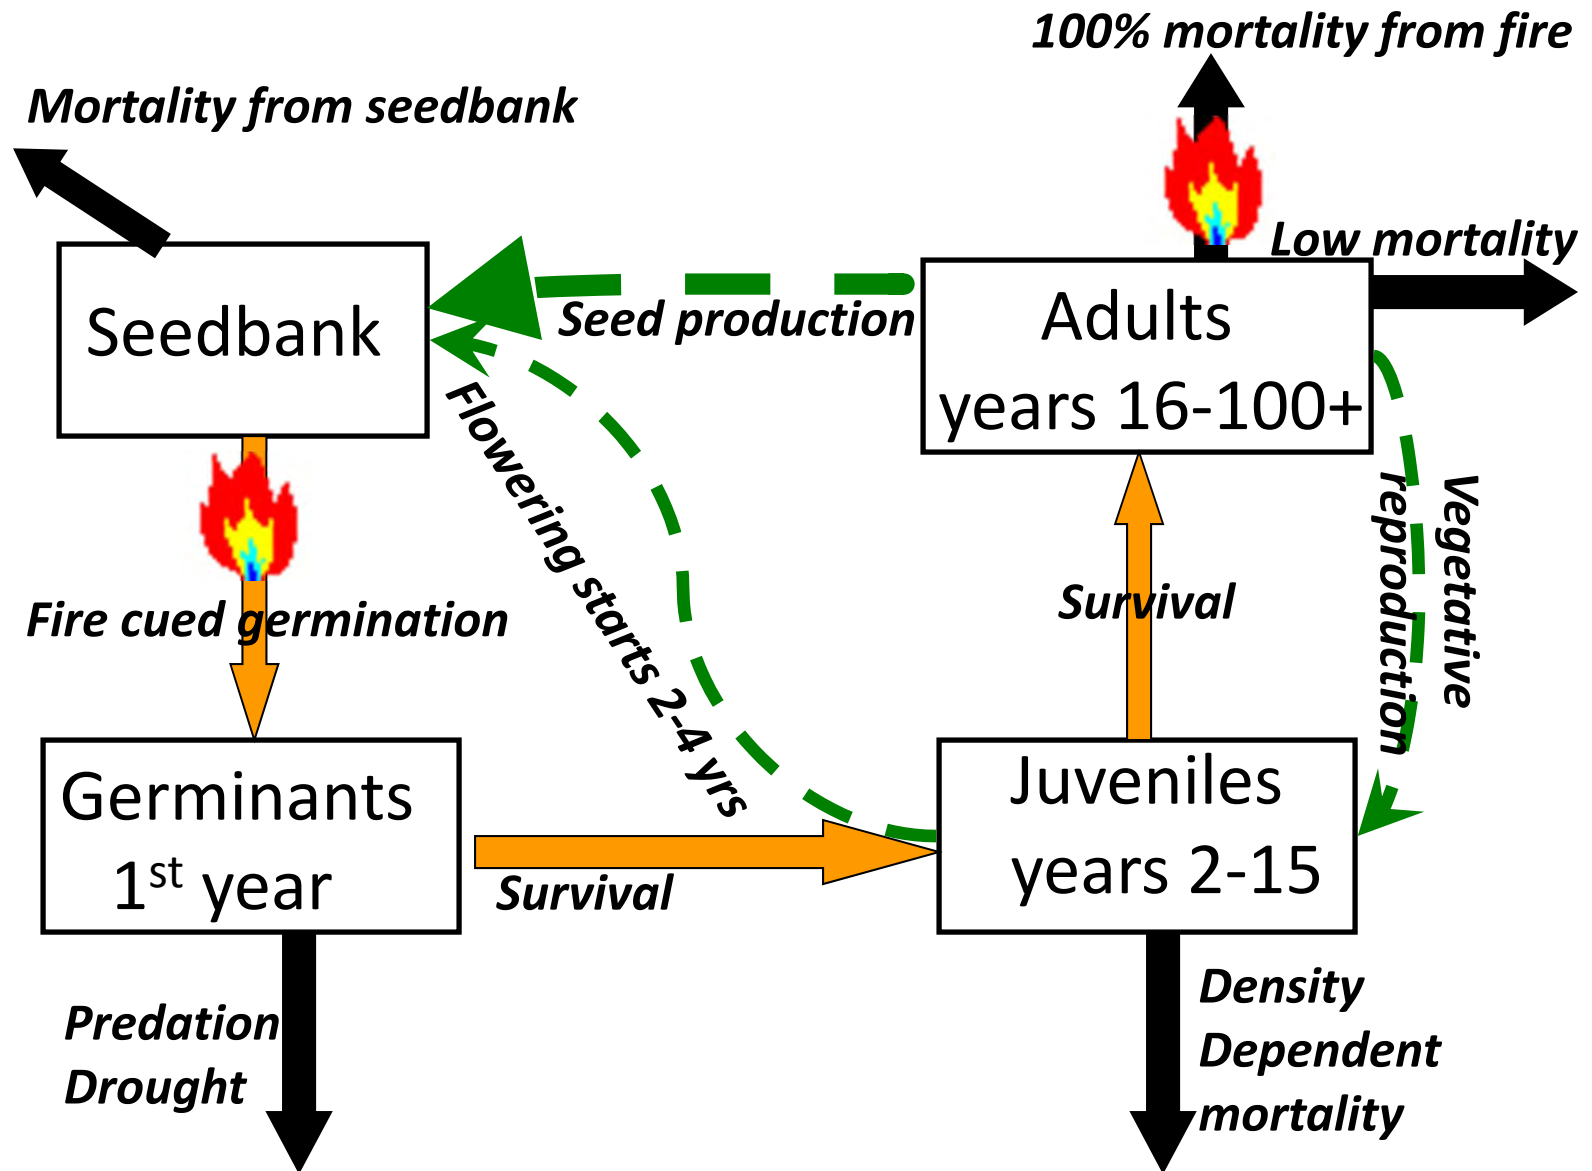 100% mortality from fire
Mortality from seedbank
Low mortality
Seedbank
Seed production
Adults
years 16-100+
Flowering starts 2-4 yrs
Vegetative
reproduction
Fire cued germination
Survival
Germinants
1st year
Survival
Juveniles
years 2-15
Predation
Drought
Density
Dependent
mortality